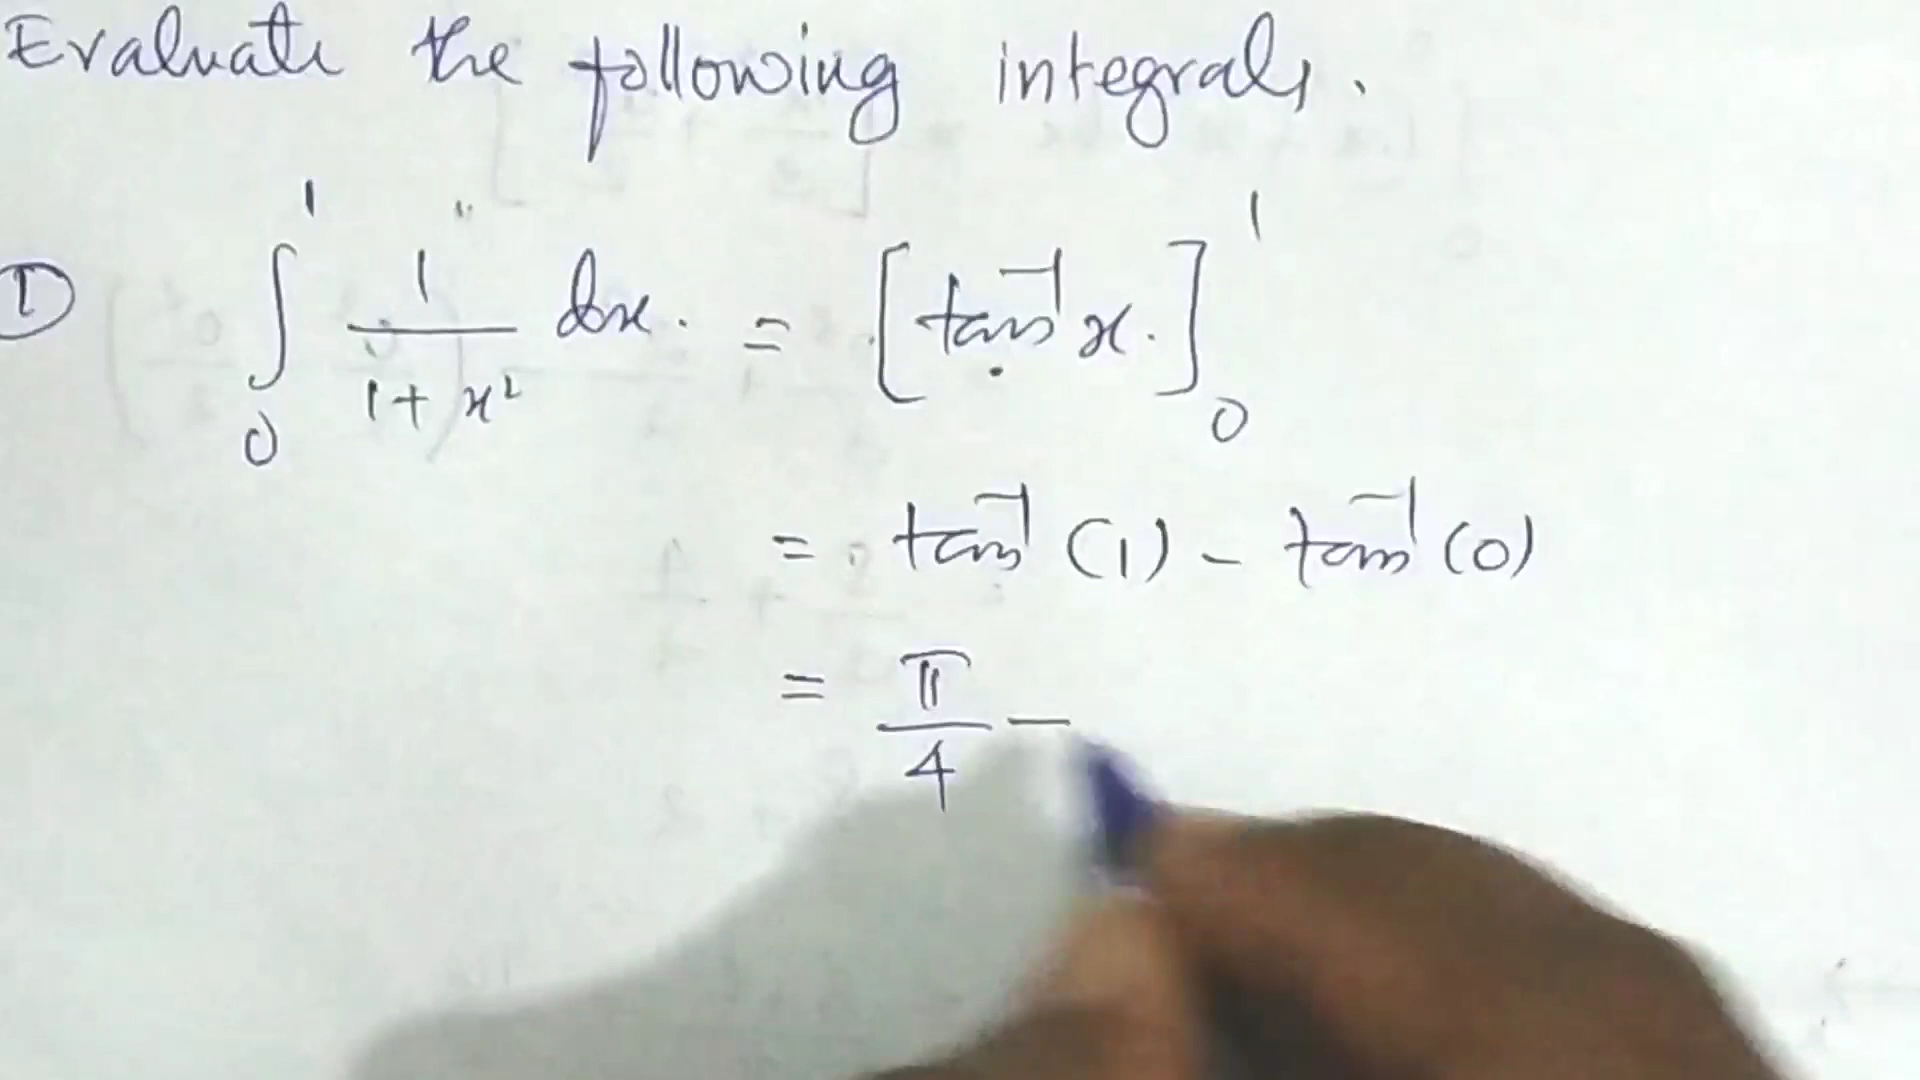 Evaluate the following integrals.
① ∫₀¹ 1/(1+x²) dx. = [tan⁻¹x.]₀¹
= tan⁻¹(1) - tan⁻¹(0)
= π/4 -